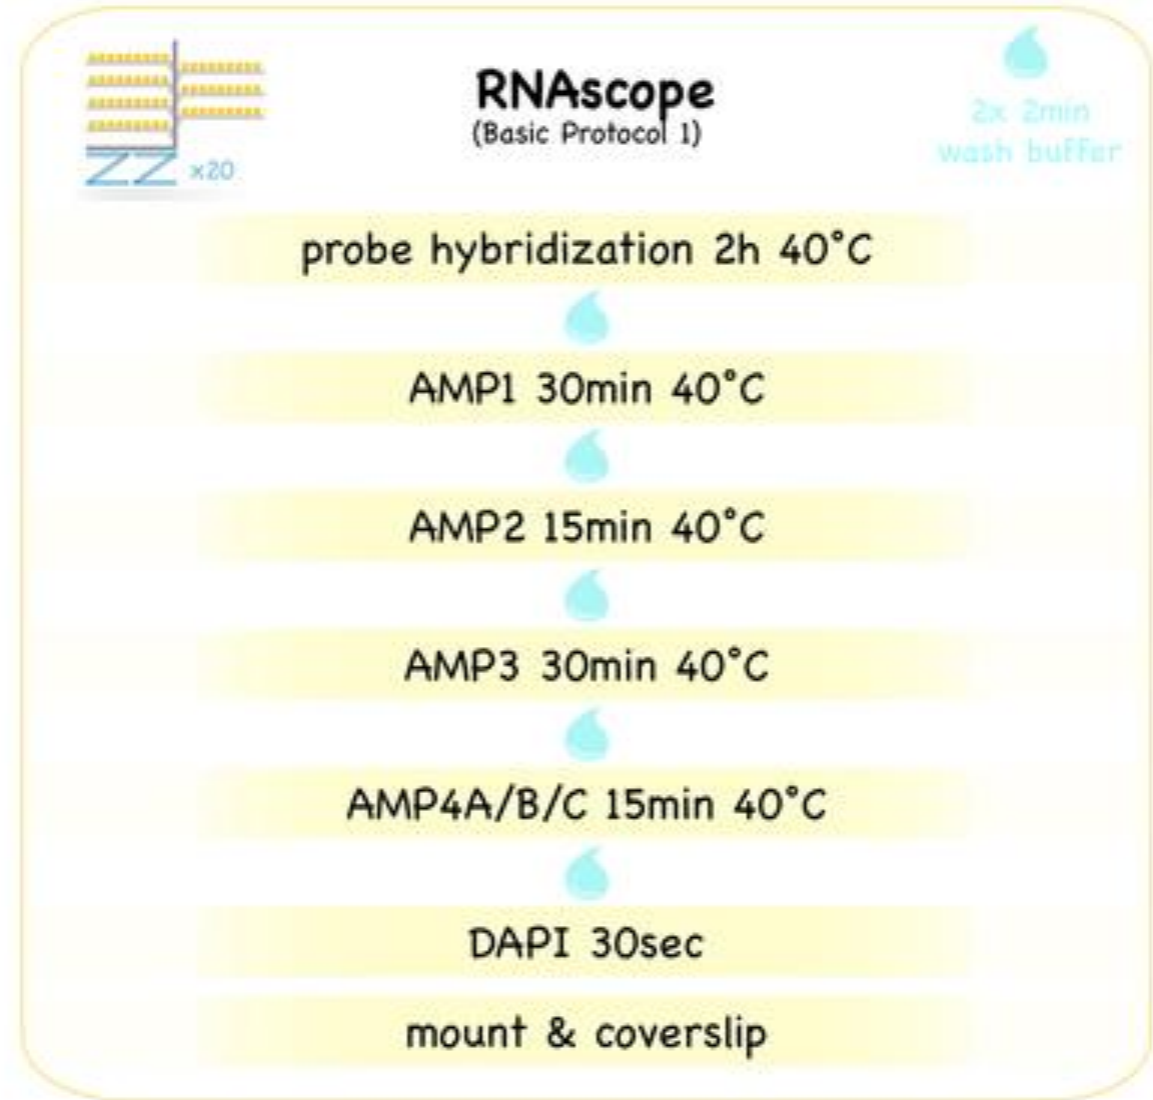 RNAscope
(Basic Protocol 1)
2x 2min
wash buffer
ZZ x20
probe hybridization 2h 40°C
AMP1 30min 40°C
AMP2 15min 40°C
AMP3 30min 40°C
AMP4A/B/C 15min 40°C
DAPI 30sec
mount & coverslip